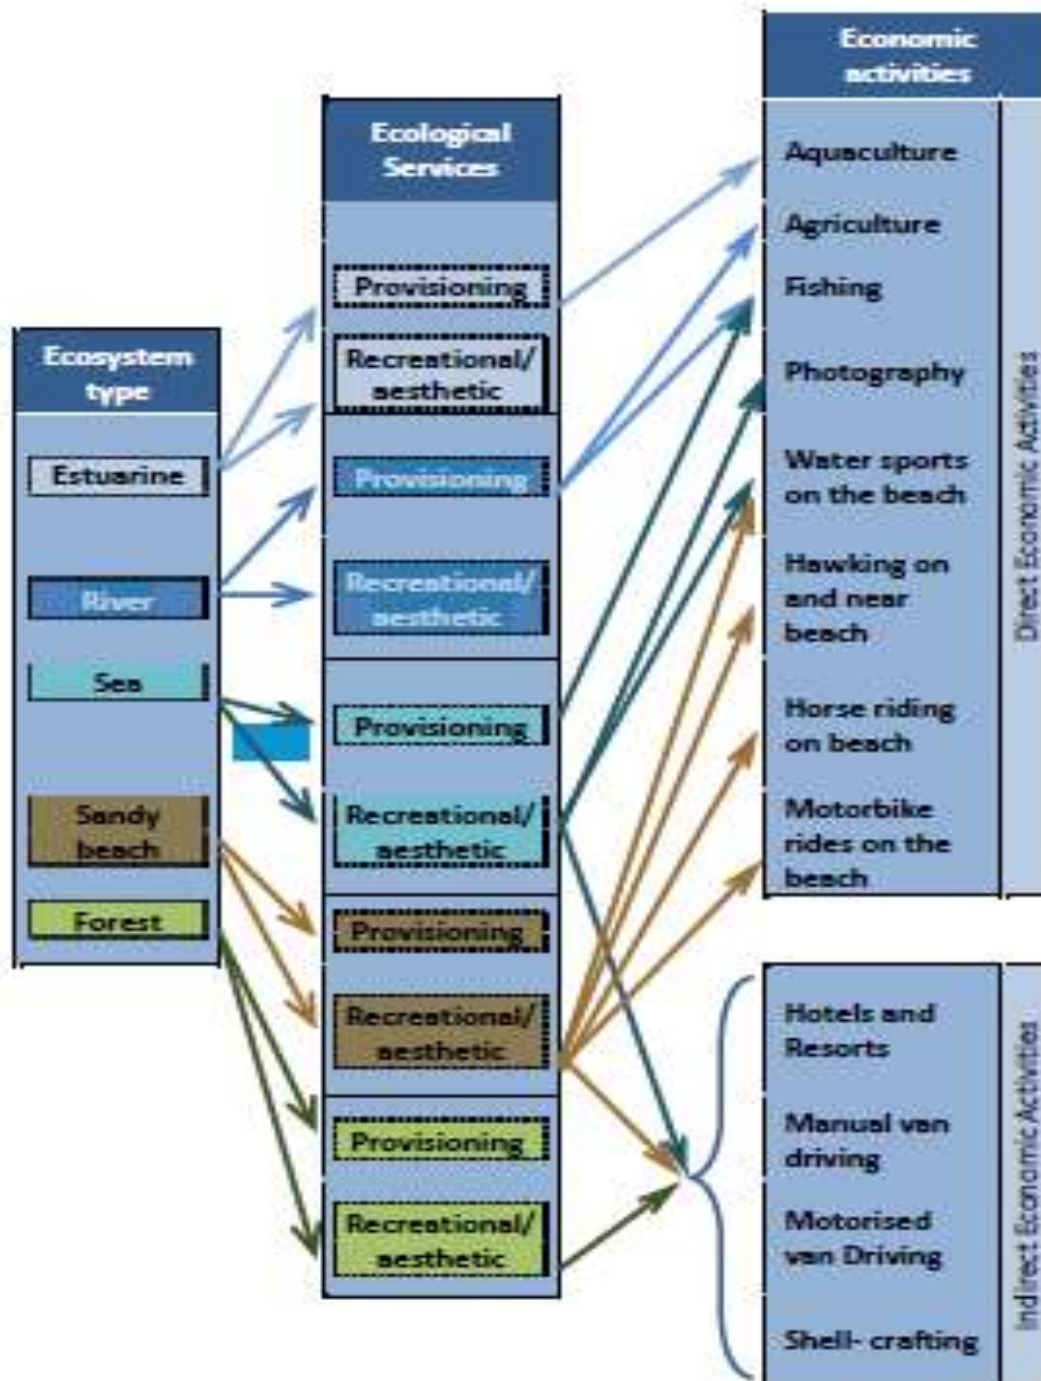 Ecosystem
type
Estuarine
River
Sea
Sandy
beach
Forest
Ecological
Services
Provisioning
Recreational/
aesthetic
Provisioning
Recreational/
aesthetic
Provisioning
Recreational/
aesthetic
Provisioning
Recreational/
aesthetic
Provisioning
Recreational/
aesthetic
Economic
activities
Aquaculture
Agriculture
Fishing
Photography
Water sports
on the beach
Hawking on
and near
beach
Horse riding
on beach
Motorbike
rides on the
beach
Direct Economic Activities
Hotels and
Resorts
Manual van
driving
Motorised
van Driving
Shell- crafting
Indirect Economic Activities